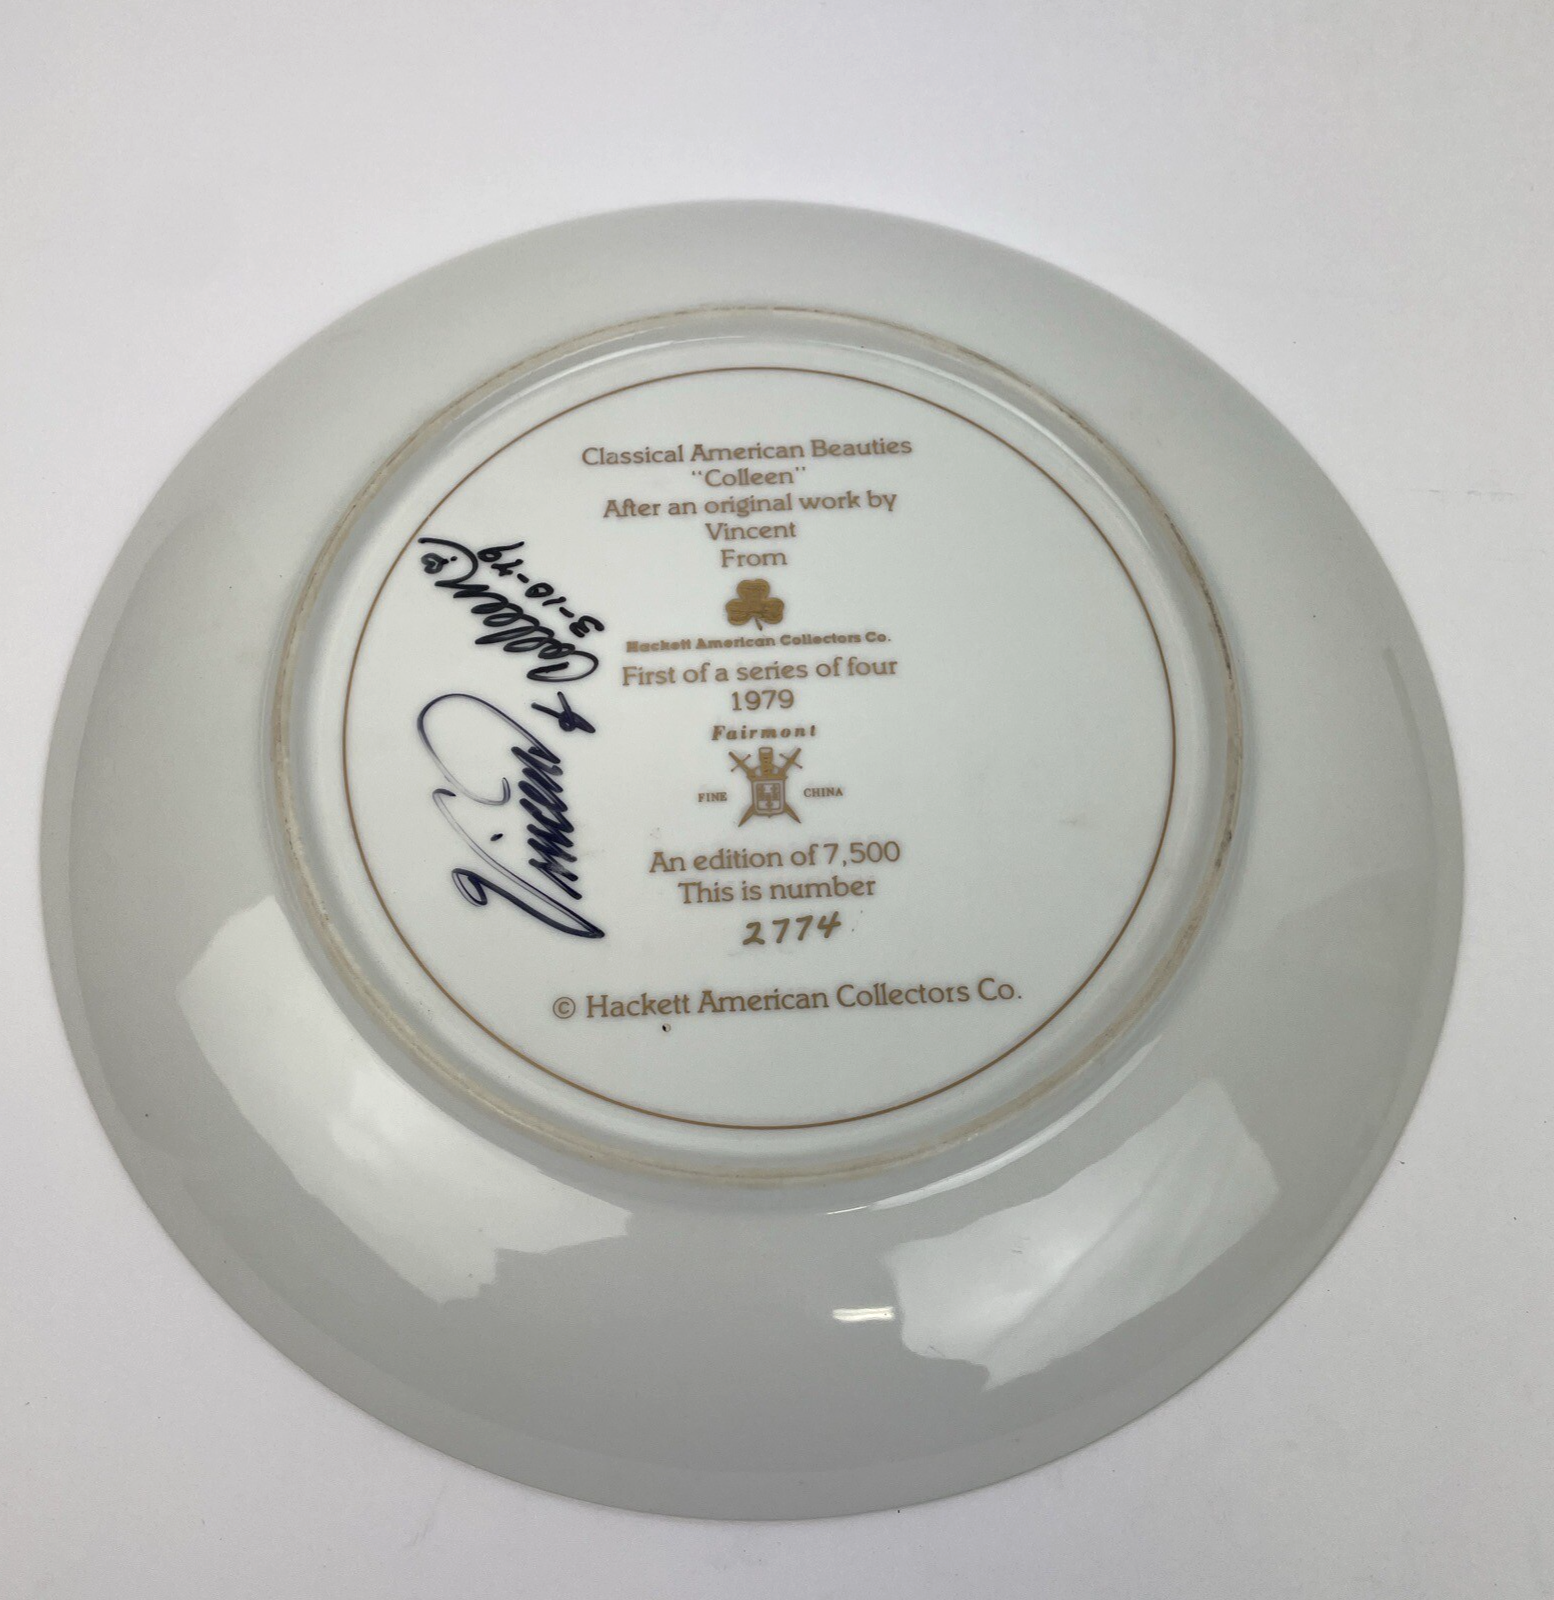 Classical American Beauties
"Colleen"
After an original work by
Vincent
From
Hackett American Collectors Co.
First of a series of four
1979
Fairmont
FINE CHINA
An edition of 7,500
This is number
2774
© Hackett American Collectors Co.
Vincent
& Colleen
3-10-79